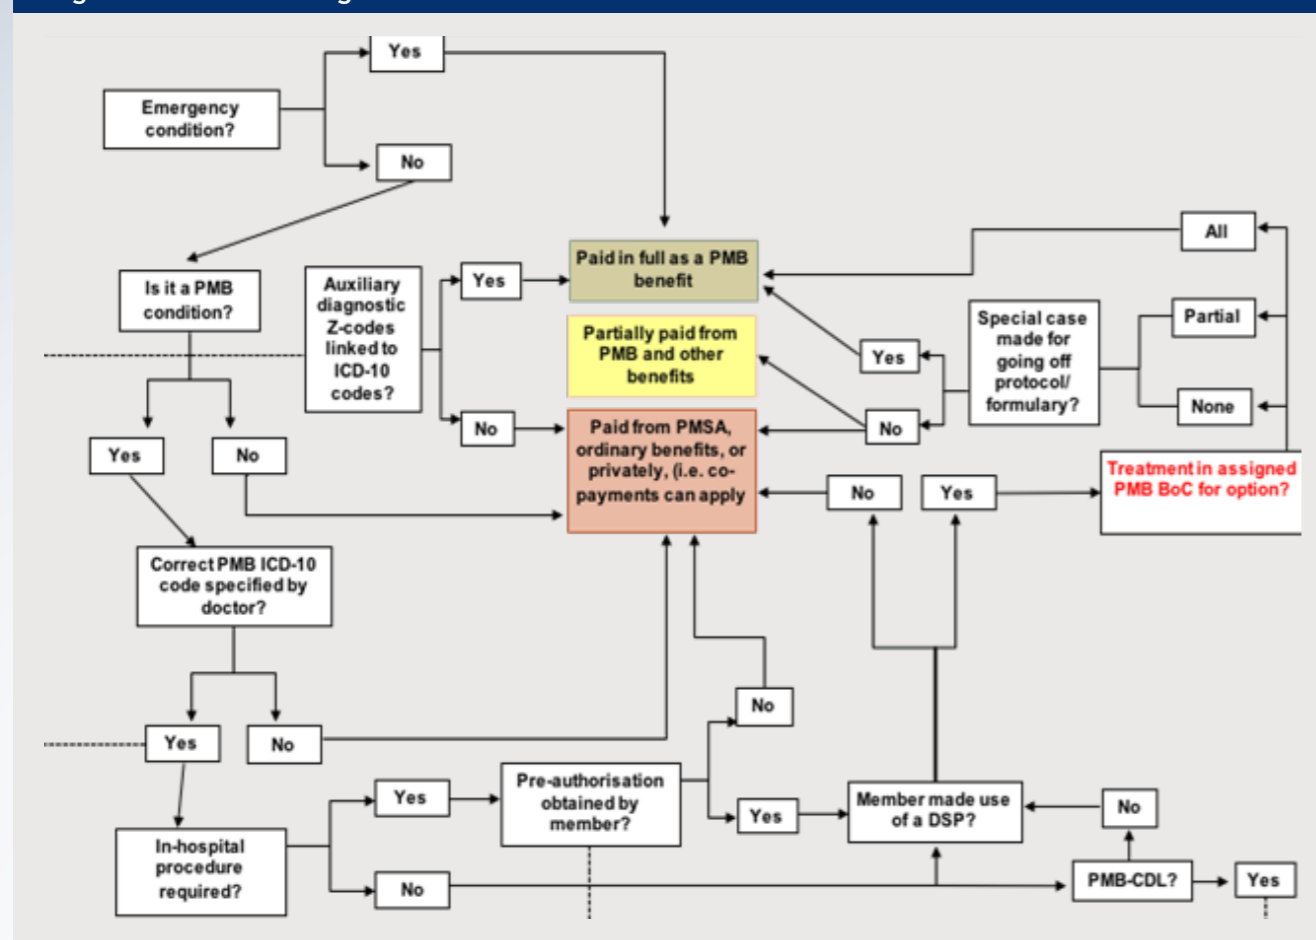 Yes
Emergency
condition?
No
All
Paid in full as a PMB
benefit
Is it a PMB
condition?
Auxiliary
diagnostic
Z-codes
linked to
ICD-10
codes?
Yes
Partially paid from
PMB and other
benefits
Special case
made for
going off
protocol/
formulary?
Partial
Yes
None
No
No
Paid from PMSA,
ordinary benefits, or
privately, (i.e. co-
payments can apply
Yes
No
Treatment in assigned
PMB BoC for option?
No
Yes
Correct PMB ICD-10
code specified by
doctor?
No
Yes
No
Pre-authorisation
obtained by
member?
Yes
Yes
Member made use
of a DSP?
No
In-hospital
procedure
required?
No
PMB-CDL?
Yes